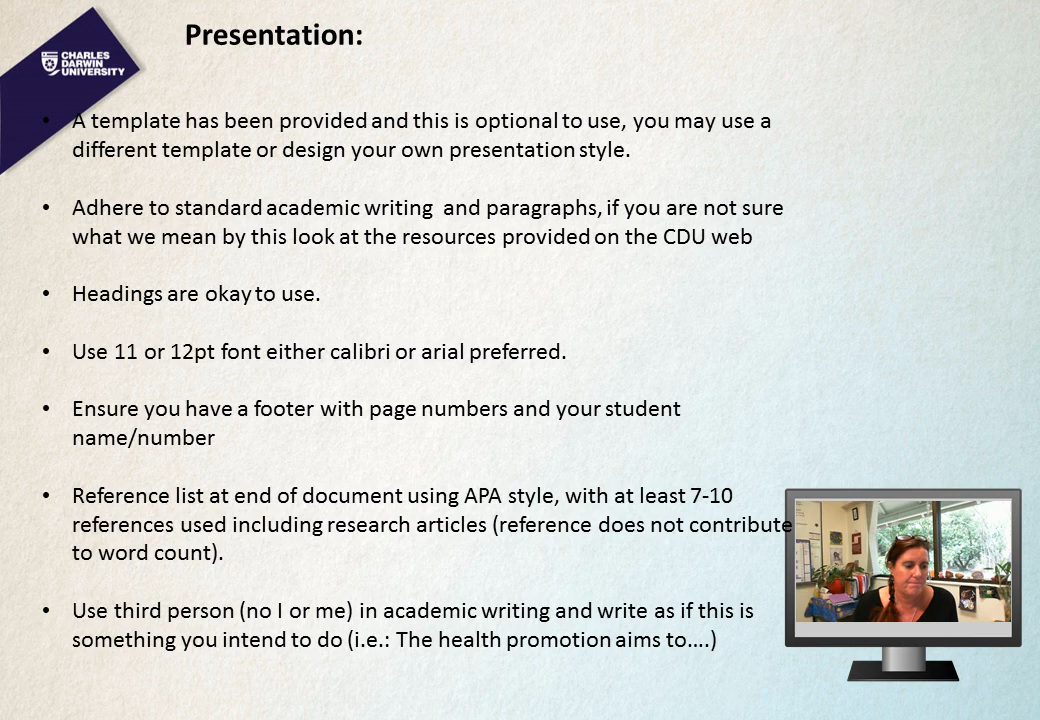 CHARLES
DARWIN
UNIVERSITY
Presentation:
• A template has been provided and this is optional to use, you may use a
different template or design your own presentation style.
• Adhere to standard academic writing  and paragraphs, if you are not sure
what we mean by this look at the resources provided on the CDU web
• Headings are okay to use.
• Use 11 or 12pt font either calibri or arial preferred.
• Ensure you have a footer with page numbers and your student
name/number
• Reference list at end of document using APA style, with at least 7-10
references used including research articles (reference does not contribute
to word count).
• Use third person (no I or me) in academic writing and write as if this is
something you intend to do (i.e.: The health promotion aims to….)